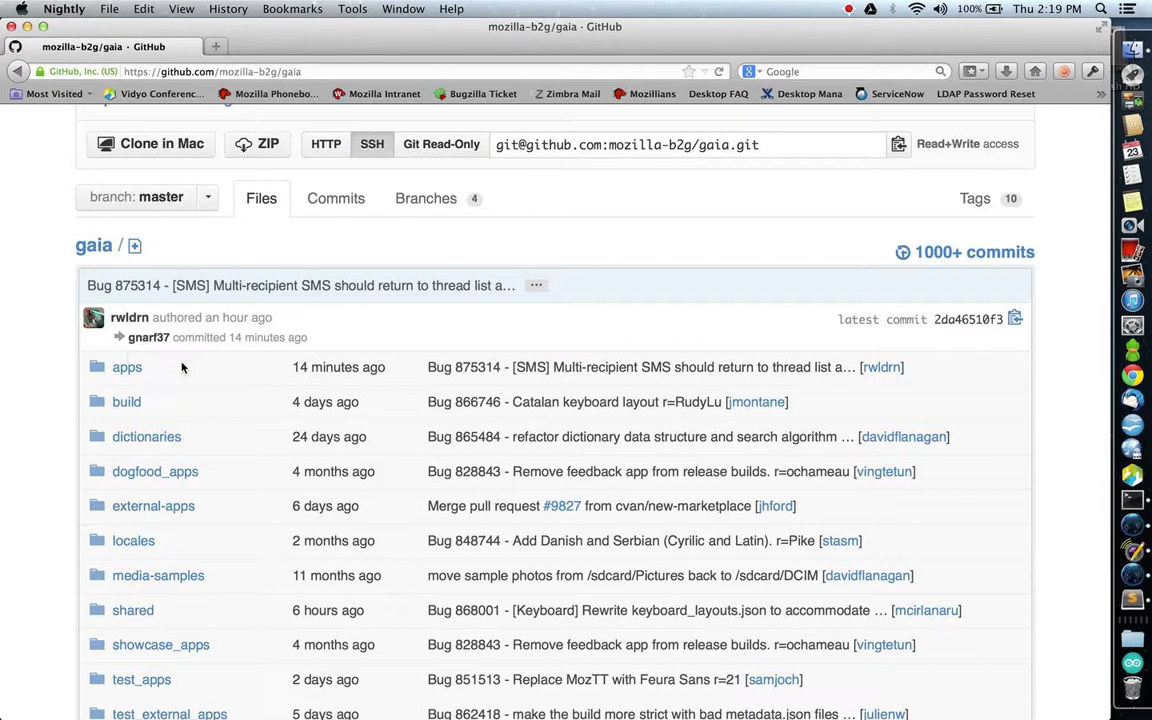 Nightly File Edit View History Bookmarks Tools Window Help 100% Thu 2:19 PM
mozilla-b2g/gaia · GitHub
mozilla-b2g/gaia · GitHub
GitHub, Inc. (US) https://github.com/mozilla-b2g/gaia Google
Most Visited Vidyo Conferenc... Mozilla Phonebo... Mozilla Intranet Bugzilla Ticket Zimbra Mail Mozillians Desktop FAQ Desktop Mana ServiceNow LDAP Password Reset
Clone in Mac ZIP HTTP SSH Git Read-Only git@github.com:mozilla-b2g/gaia.git Read+Write access
branch: master Files Commits Branches 4 Tags 10
gaia / 1000+ commits
Bug 875314 - [SMS] Multi-recipient SMS should return to thread list a... ...
rwldrn authored an hour ago
latest commit 2da46510f3
gnarf37 committed 14 minutes ago
apps 14 minutes ago Bug 875314 - [SMS] Multi-recipient SMS should return to thread list a... [rwldrn]
build 4 days ago Bug 866746 - Catalan keyboard layout r=RudyLu [jmontane]
dictionaries 24 days ago Bug 865484 - refactor dictionary data structure and search algorithm ... [davidflanagan]
dogfood_apps 4 months ago Bug 828843 - Remove feedback app from release builds. r=ochameau [vingtetun]
external-apps 6 days ago Merge pull request #9827 from cvan/new-marketplace [jhford]
locales 2 months ago Bug 848744 - Add Danish and Serbian (Cyrilic and Latin). r=Pike [stasm]
media-samples 11 months ago move sample photos from /sdcard/Pictures back to /sdcard/DCIM [davidflanagan]
shared 6 hours ago Bug 868001 - [Keyboard] Rewrite keyboard_layouts.json to accommodate ... [mcirlanaru]
showcase_apps 4 months ago Bug 828843 - Remove feedback app from release builds. r=ochameau [vingtetun]
test_apps 2 days ago Bug 851513 - Replace MozTT with Feura Sans r=21 [samjoch]
test_external_apps 5 days ago Bug 862418 - make the build more strict with bad metadata.json files ... [julienw]
23